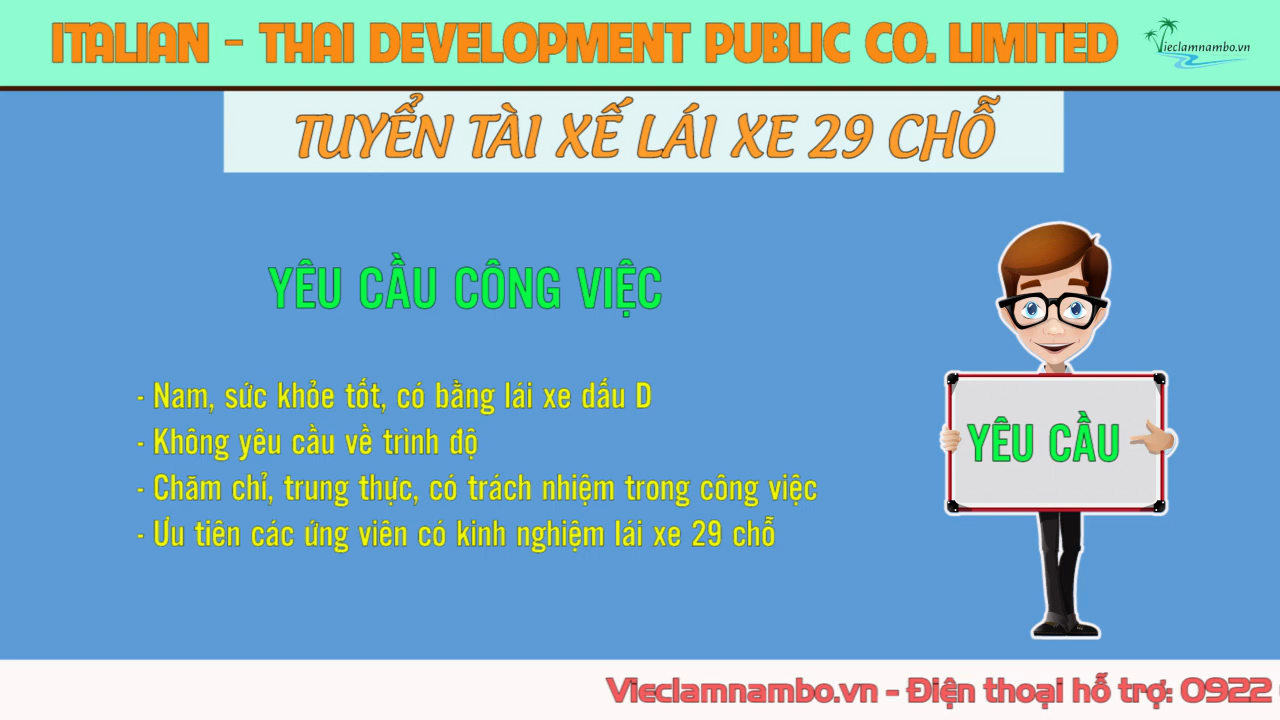 ITALIAN - THAI DEVELOPMENT PUBLIC CO. LIMITED
Vieclamnambo.vn
TUYỂN TÀI XẾ LÁI XE 29 CHỖ
YÊU CẦU CÔNG VIỆC
- Nam, sức khỏe tốt, có bằng lái xe dấu D
- Không yêu cầu về trình độ
- Chăm chỉ, trung thực, có trách nhiệm trong công việc
- Ưu tiên các ứng viên có kinh nghiệm lái xe 29 chỗ
YÊU CẦU
Vieclamnambo.vn - Điện thoại hỗ trợ: 0922